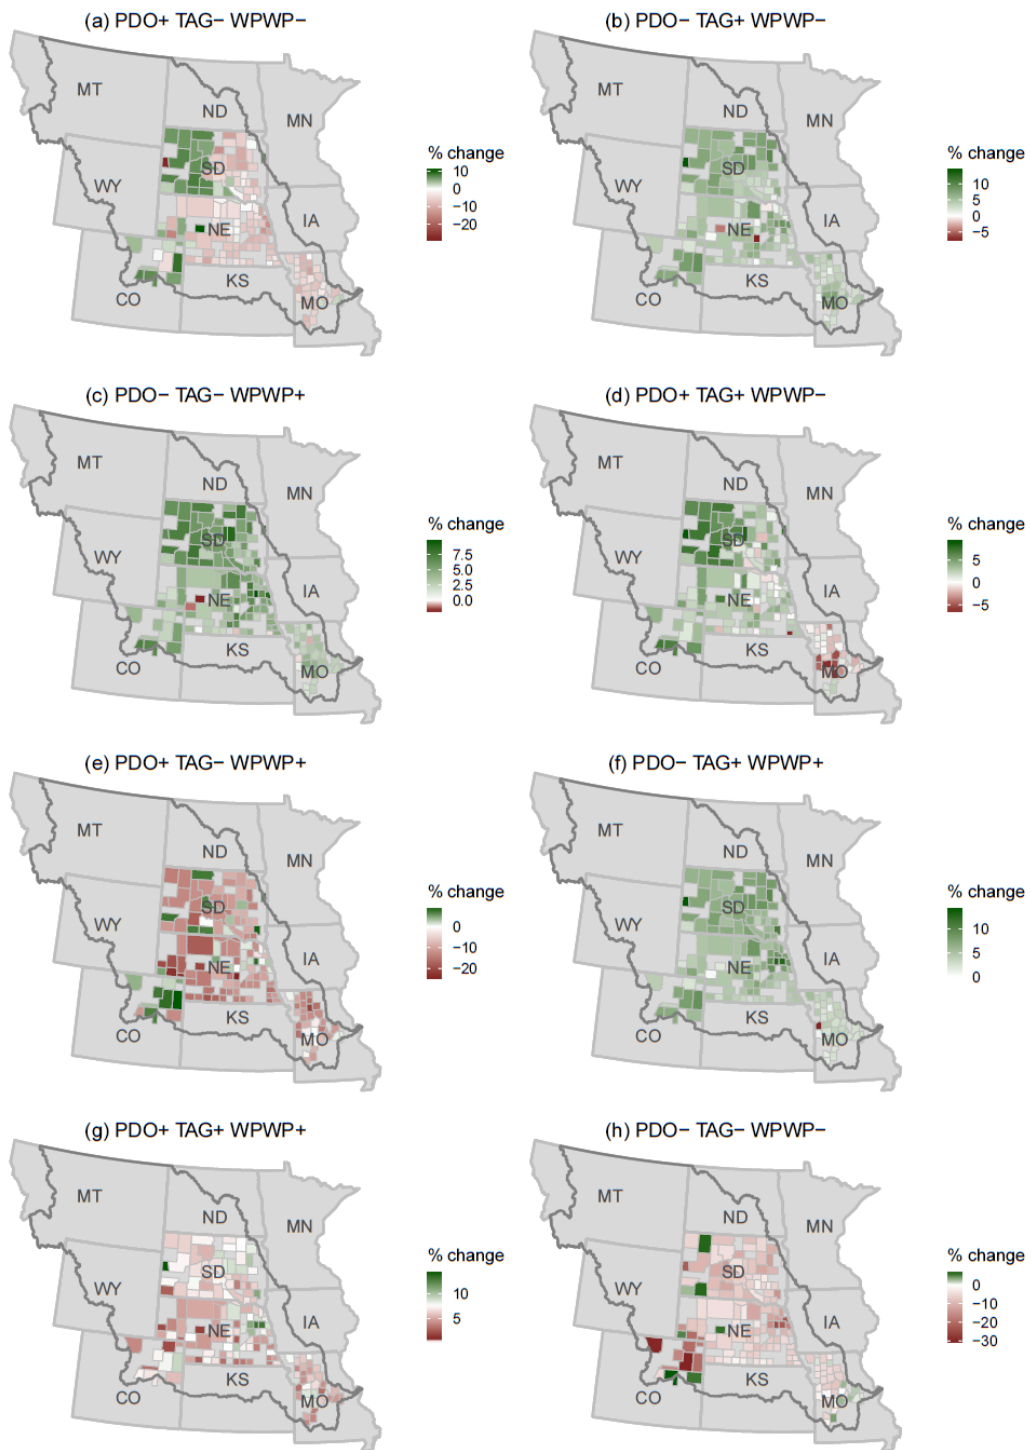 (a) PDO+ TAG− WPWP−
(b) PDO− TAG+ WPWP−
MT
ND
MN
WY
SD
IA
NE
KS
CO
MO
% change
10
0
−10
−20
MT
ND
MN
WY
SD
IA
NE
KS
CO
MO
% change
10
5
0
−5
(c) PDO− TAG− WPWP+
(d) PDO+ TAG+ WPWP−
MT
ND
MN
WY
SD
IA
NE
KS
CO
MO
% change
7.5
5.0
2.5
0.0
MT
ND
MN
WY
SD
IA
NE
KS
CO
MO
% change
5
0
−5
(e) PDO+ TAG− WPWP+
(f) PDO− TAG+ WPWP+
MT
ND
MN
WY
SD
IA
NE
KS
CO
MO
% change
0
−10
−20
MT
ND
MN
WY
SD
IA
NE
KS
CO
MO
% change
10
5
0
(g) PDO+ TAG+ WPWP+
(h) PDO− TAG− WPWP−
MT
ND
MN
WY
SD
IA
NE
KS
CO
MO
% change
10
5
MT
ND
MN
WY
SD
IA
NE
KS
CO
MO
% change
0
−10
−20
−30